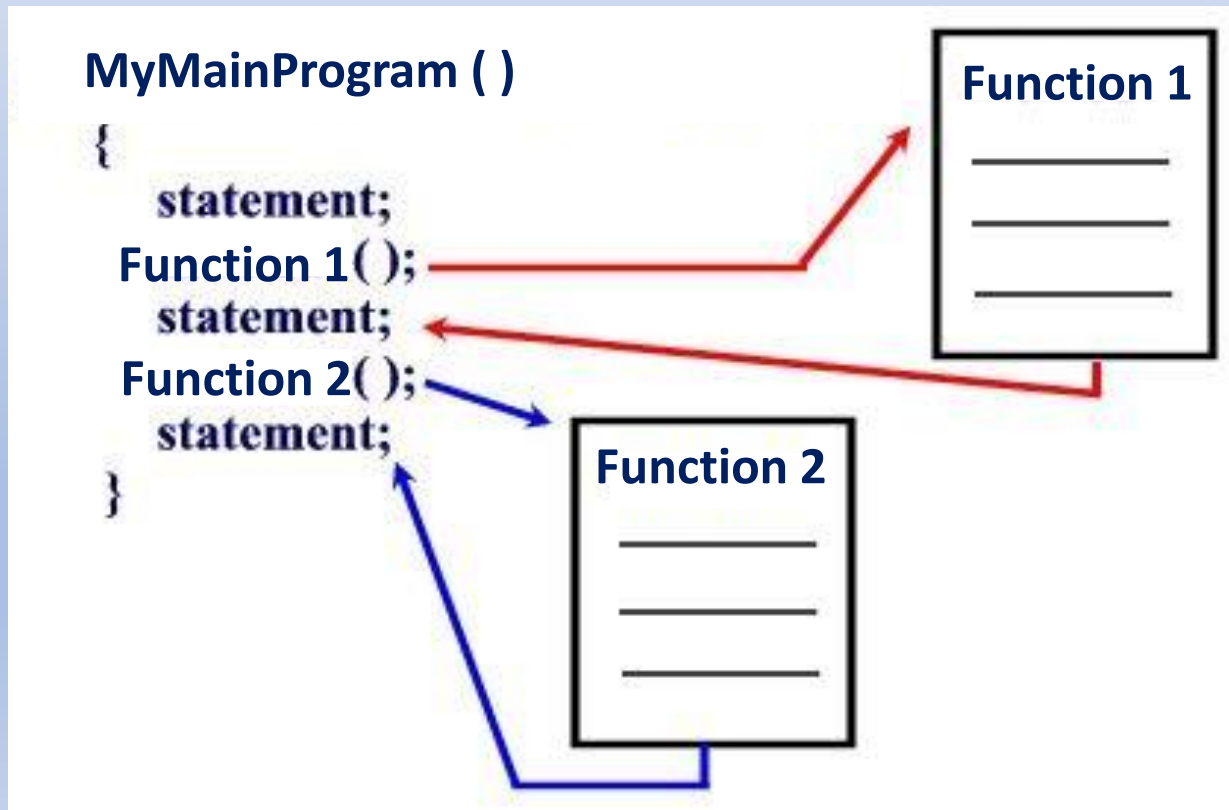 MyMainProgram ( )
{
statement;
Function 1( );
statement;
Function 2( );
statement;
}
Function 1
Function 2